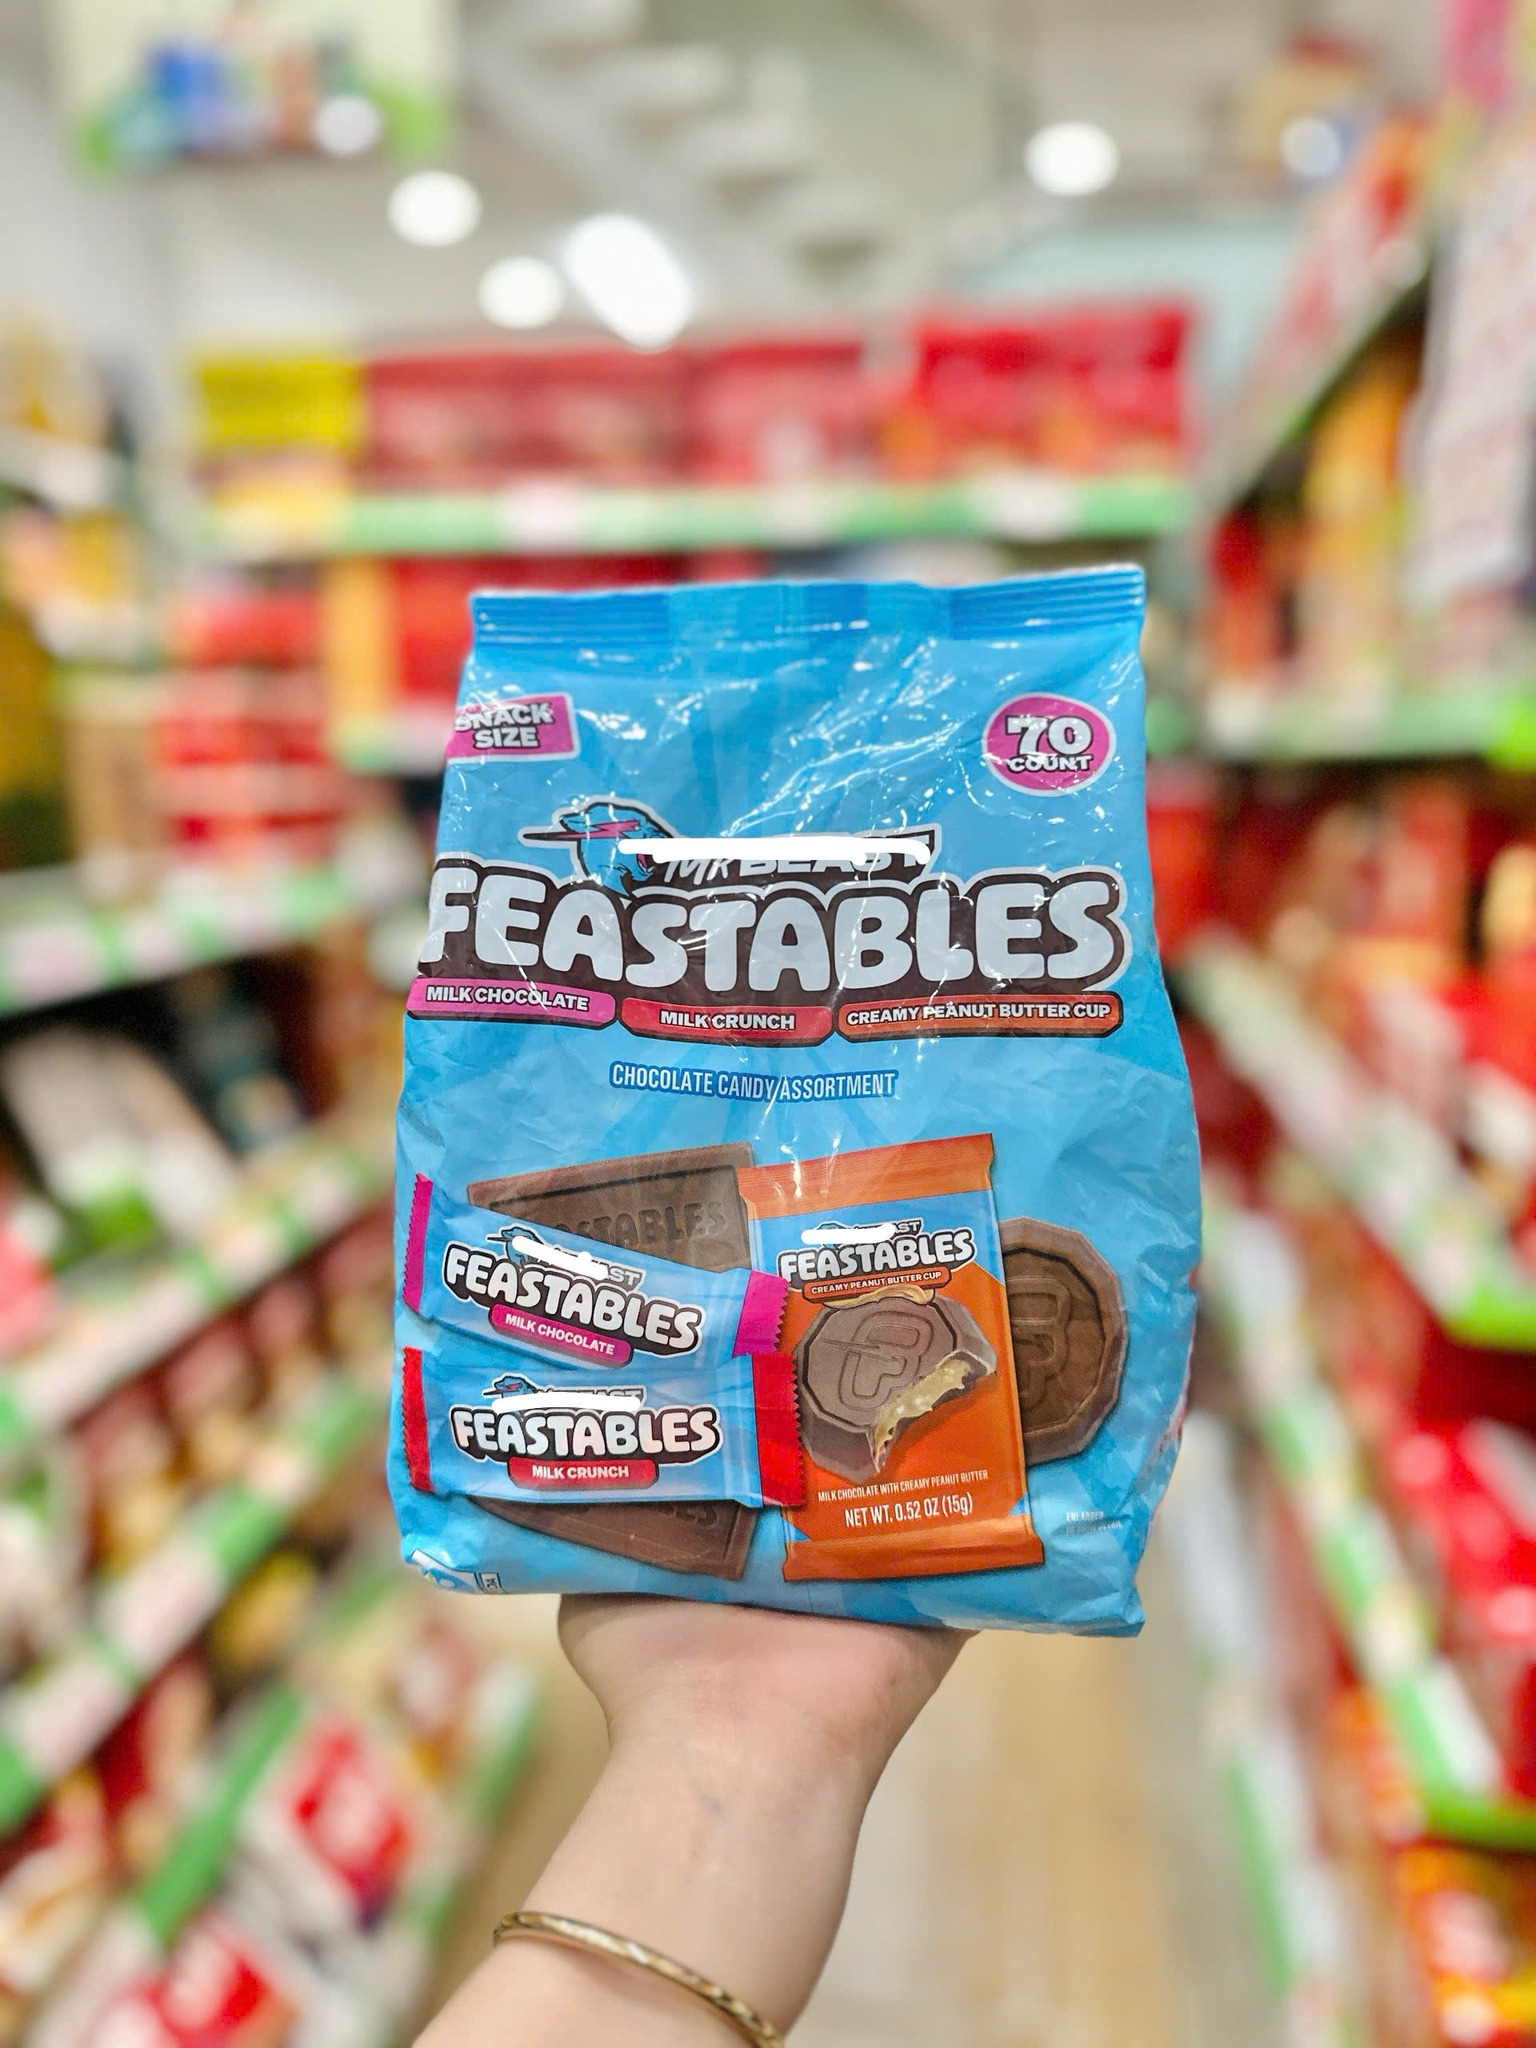 SNACK
SIZE
70
COUNT
MR BEAST
FEASTABLES
MILK CHOCOLATE
MILK CRUNCH
CREAMY PEANUT BUTTER CUP
CHOCOLATE CANDY ASSORTMENT
FEASTABLES
MILK CHOCOLATE
FEASTABLES
MILK CRUNCH
FEASTABLES
CREAMY PEANUT BUTTER CUP
MILK CHOCOLATE WITH CREAMY PEANUT BUTTER
NET WT. 0.52 OZ (15g)